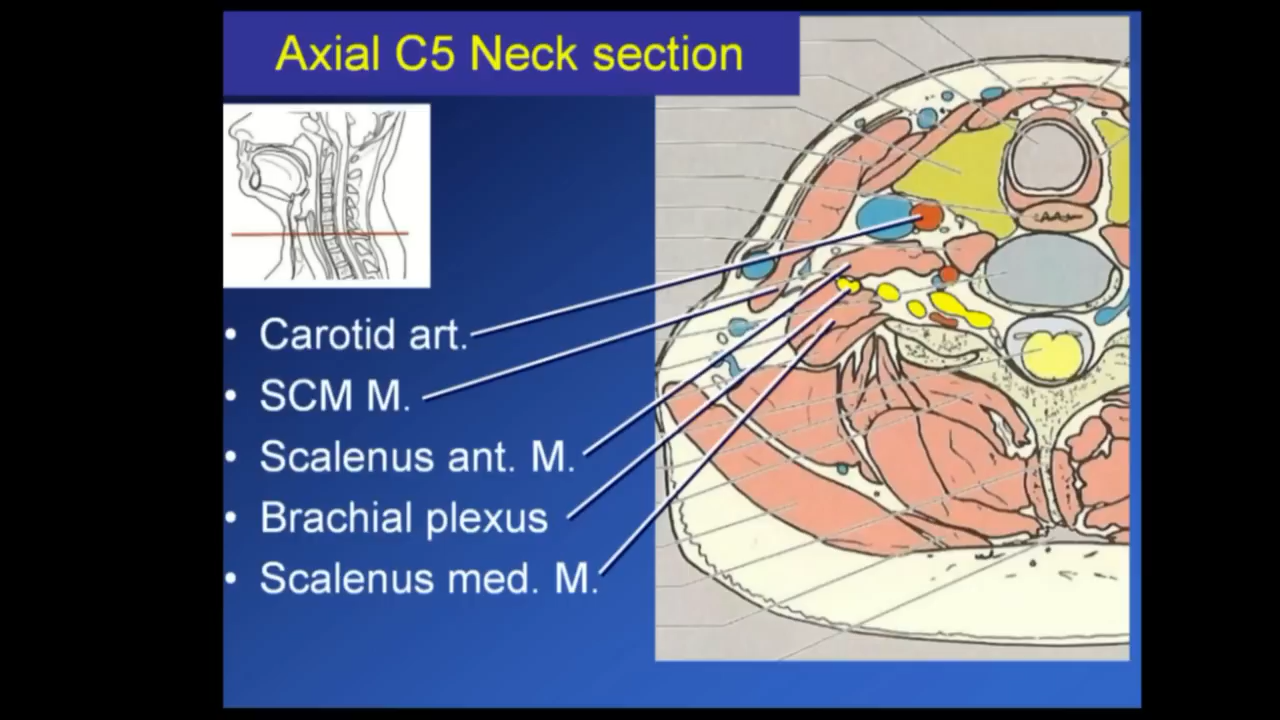 Axial C5 Neck section
• Carotid art.
• SCM M.
• Scalenus ant. M.
• Brachial plexus
• Scalenus med. M.